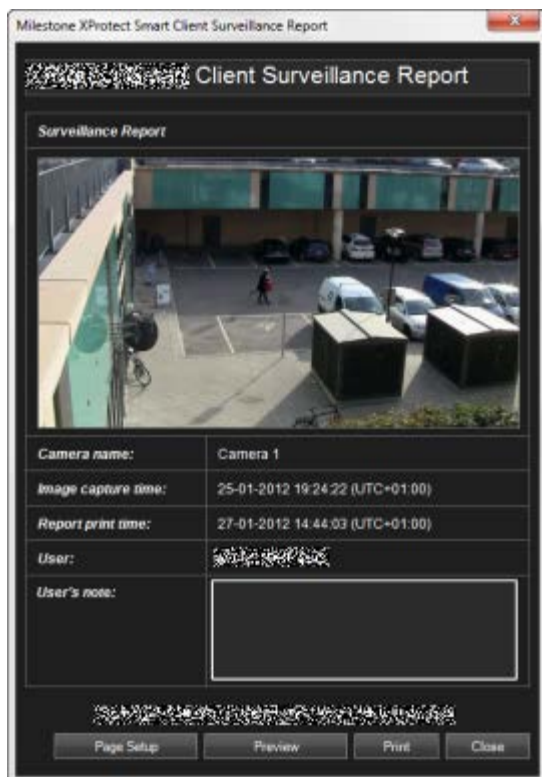 Milestone XProtect Smart Client Surveillance Report
Client Surveillance Report
Surveillance Report
Camera name: Camera 1
Image capture time: 25-01-2012 19:24:22 (UTC+01:00)
Report print time: 27-01-2012 14:44:03 (UTC+01:00)
User:
User's note:
Page Setup Preview Print Close